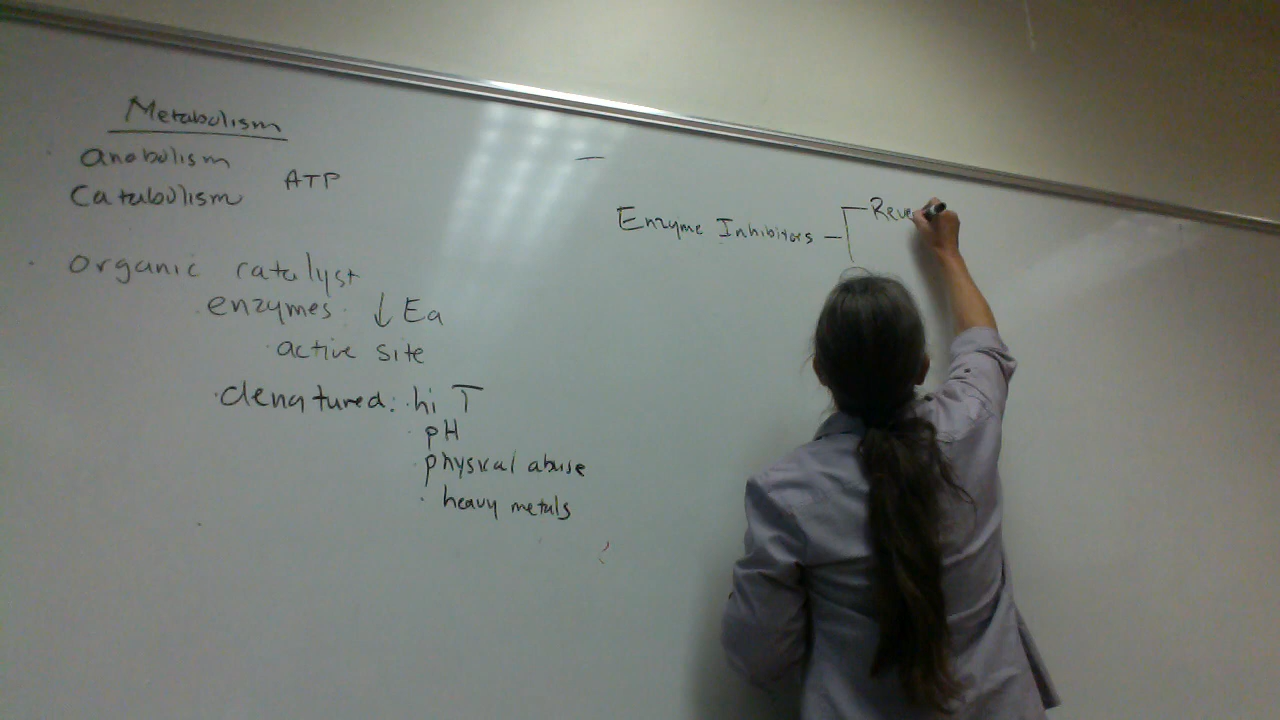 Metabolism
anabolism
Catabolism
ATP
organic catalyst
enzymes ↓ Ea
active site
denatured: hi T
pH
physical abuse
heavy metals
Enzyme Inhibitors
Reve